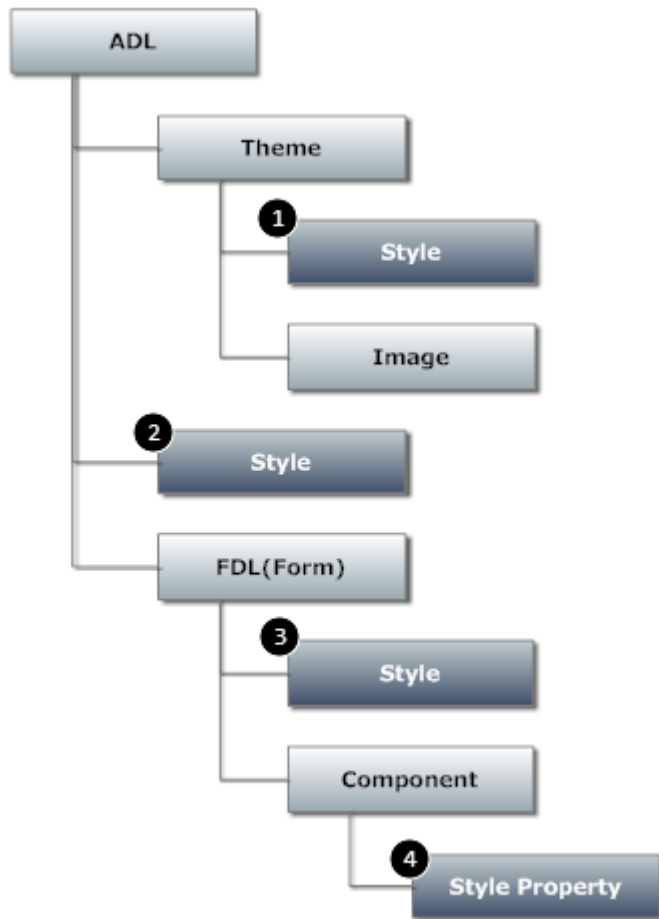 ADL
Theme
1
Style
Image
2
Style
FDL(Form)
3
Style
Component
4
Style Property